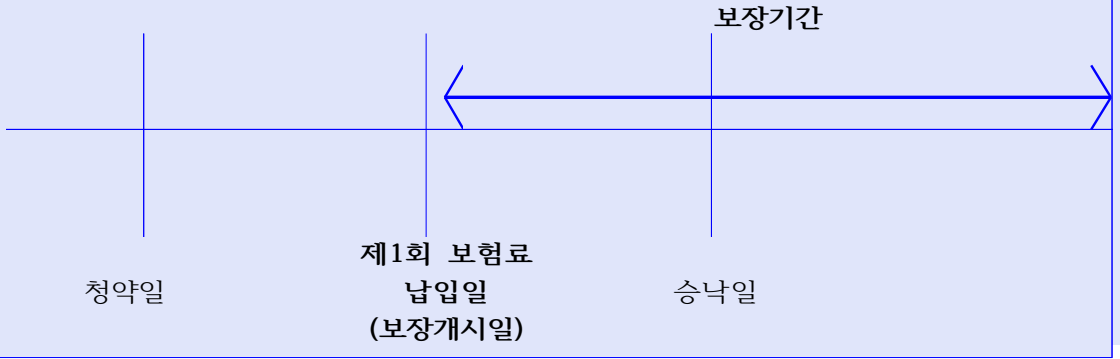 보장기간
청약일
제1회 보험료
납입일
(보장개시일)
승낙일